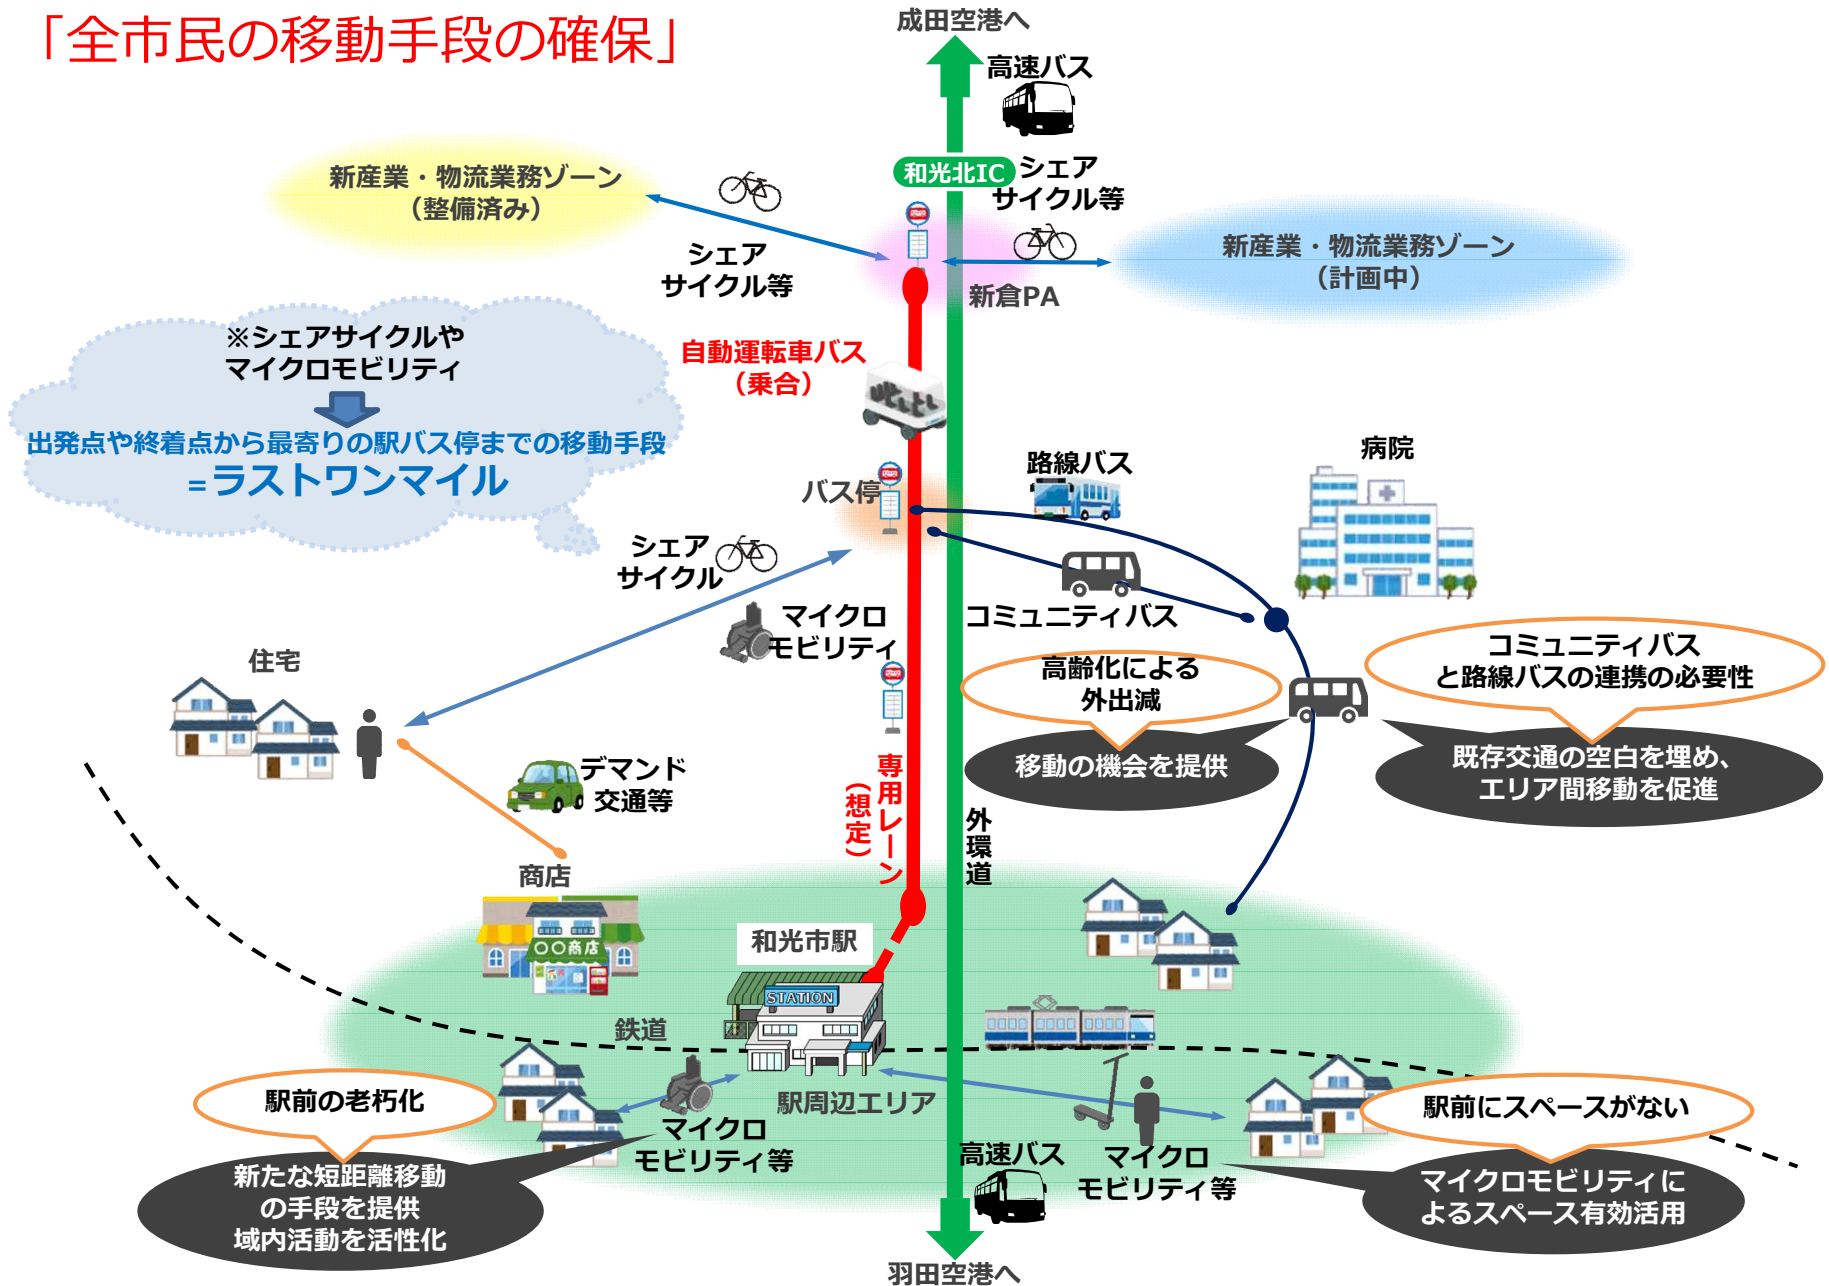 「全市民の移動手段の確保」
成田空港へ
高速バス
和光北IC
シェア
サイクル等
新産業・物流業務ゾーン
（整備済み）
シェア
サイクル等
新産業・物流業務ゾーン
（計画中）
新倉PA
※シェアサイクルや
マイクロモビリティ
出発点や終着点から最寄りの駅バス停までの移動手段
=ラストワンマイル
自動運転車バス
（乗合）
バス停
路線バス
病院
シェア
サイクル
マイクロ
モビリティ
コミュニティバス
住宅
高齢化による
外出減
移動の機会を提供
コミュニティバス
と路線バスの連携の必要性
既存交通の空白を埋め、
エリア間移動を促進
デマンド
交通等
専用レーン
（想定）
外環道
商店
〇〇商店
和光市駅
STATION
鉄道
駅周辺エリア
駅前の老朽化
新たな短距離移動
の手段を提供
域内活動を活性化
マイクロ
モビリティ等
高速バス
マイクロ
モビリティ等
駅前にスペースがない
マイクロモビリティに
よるスペース有効活用
羽田空港へ